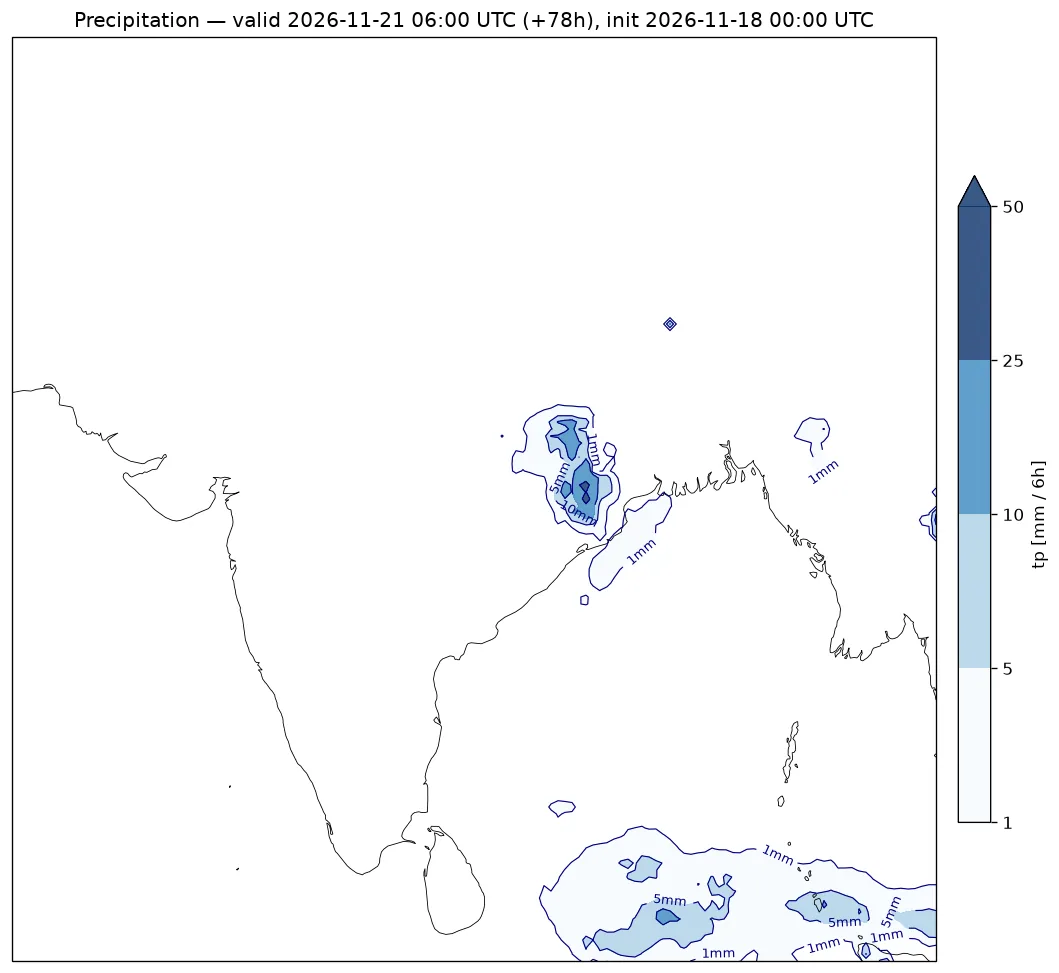 Precipitation — valid 2026-11-21 06:00 UTC (+78h), init 2026-11-18 00:00 UTC
50
25
1mm
5mm
1mm
10mm
10
1mm
tp [mm / 6h]
5
1
1mm
5mm
5mm
5mm
1mm
1mm
1mm